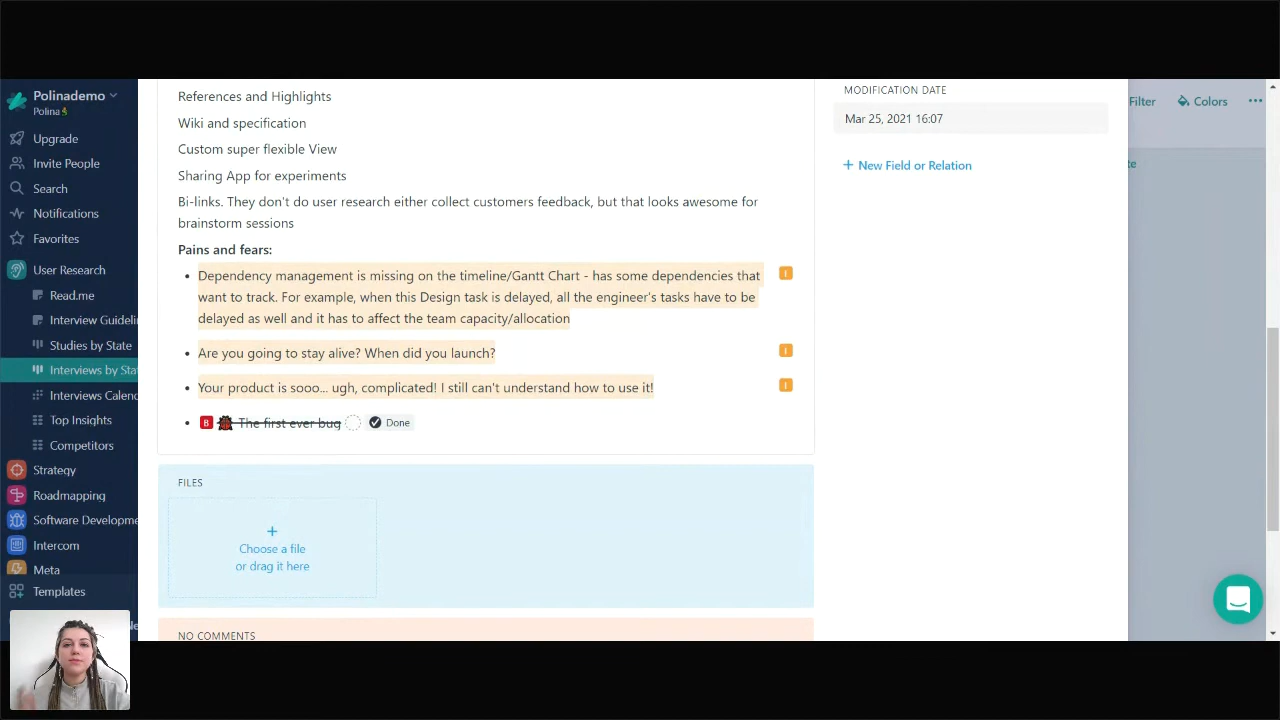 Polinademo
Polina
Upgrade
Invite People
Search
Notifications
Favorites
User Research
Read.me
Interview Guideli
Studies by State
Interviews by Sta
Interviews Calenc
Top Insights
Competitors
Strategy
Roadmapping
Software Developme
Intercom
Meta
Templates
References and Highlights
Wiki and specification
Custom super flexible View
Sharing App for experiments
Bi-links. They don't do user research either collect customers feedback, but that looks awesome for
brainstorm sessions
Pains and fears:
Dependency management is missing on the timeline/Gantt Chart - has some dependencies that
want to track. For example, when this Design task is delayed, all the engineer's tasks have to be
delayed as well and it has to affect the team capacity/allocation
I
Are you going to stay alive? When did you launch?
I
Your product is sooo... ugh, complicated! I still can't understand how to use it!
I
B The first ever bug Done
FILES
+
Choose a file
or drag it here
NO COMMENTS
MODIFICATION DATE
Mar 25, 2021 16:07
+ New Field or Relation
Filter
Colors
te